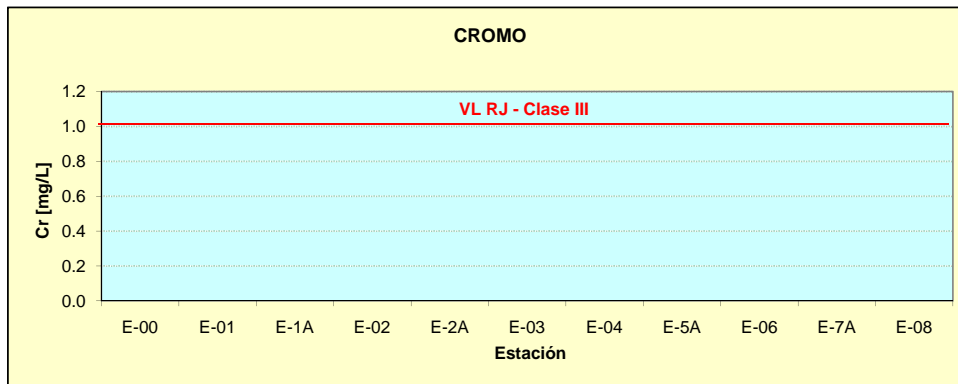 CROMO
VL RJ - Clase III
Cr [mg/L]
1.2
1.0
0.8
0.6
0.4
0.2
0.0
E-00 E-01 E-1A E-02 E-2A E-03 E-04 E-5A E-06 E-7A E-08
Estación